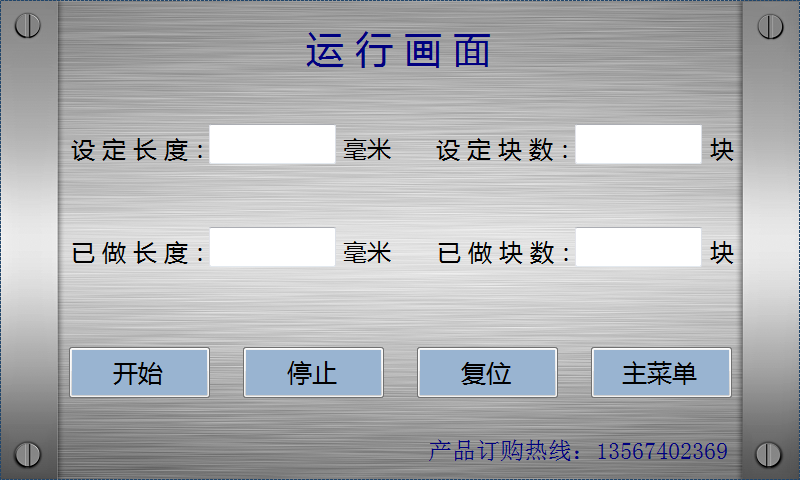 运行画面
设定长度: 毫米 设定块数: 块
已做长度: 毫米 已做块数: 块
开始 停止 复位 主菜单
产品订购热线：13567402369